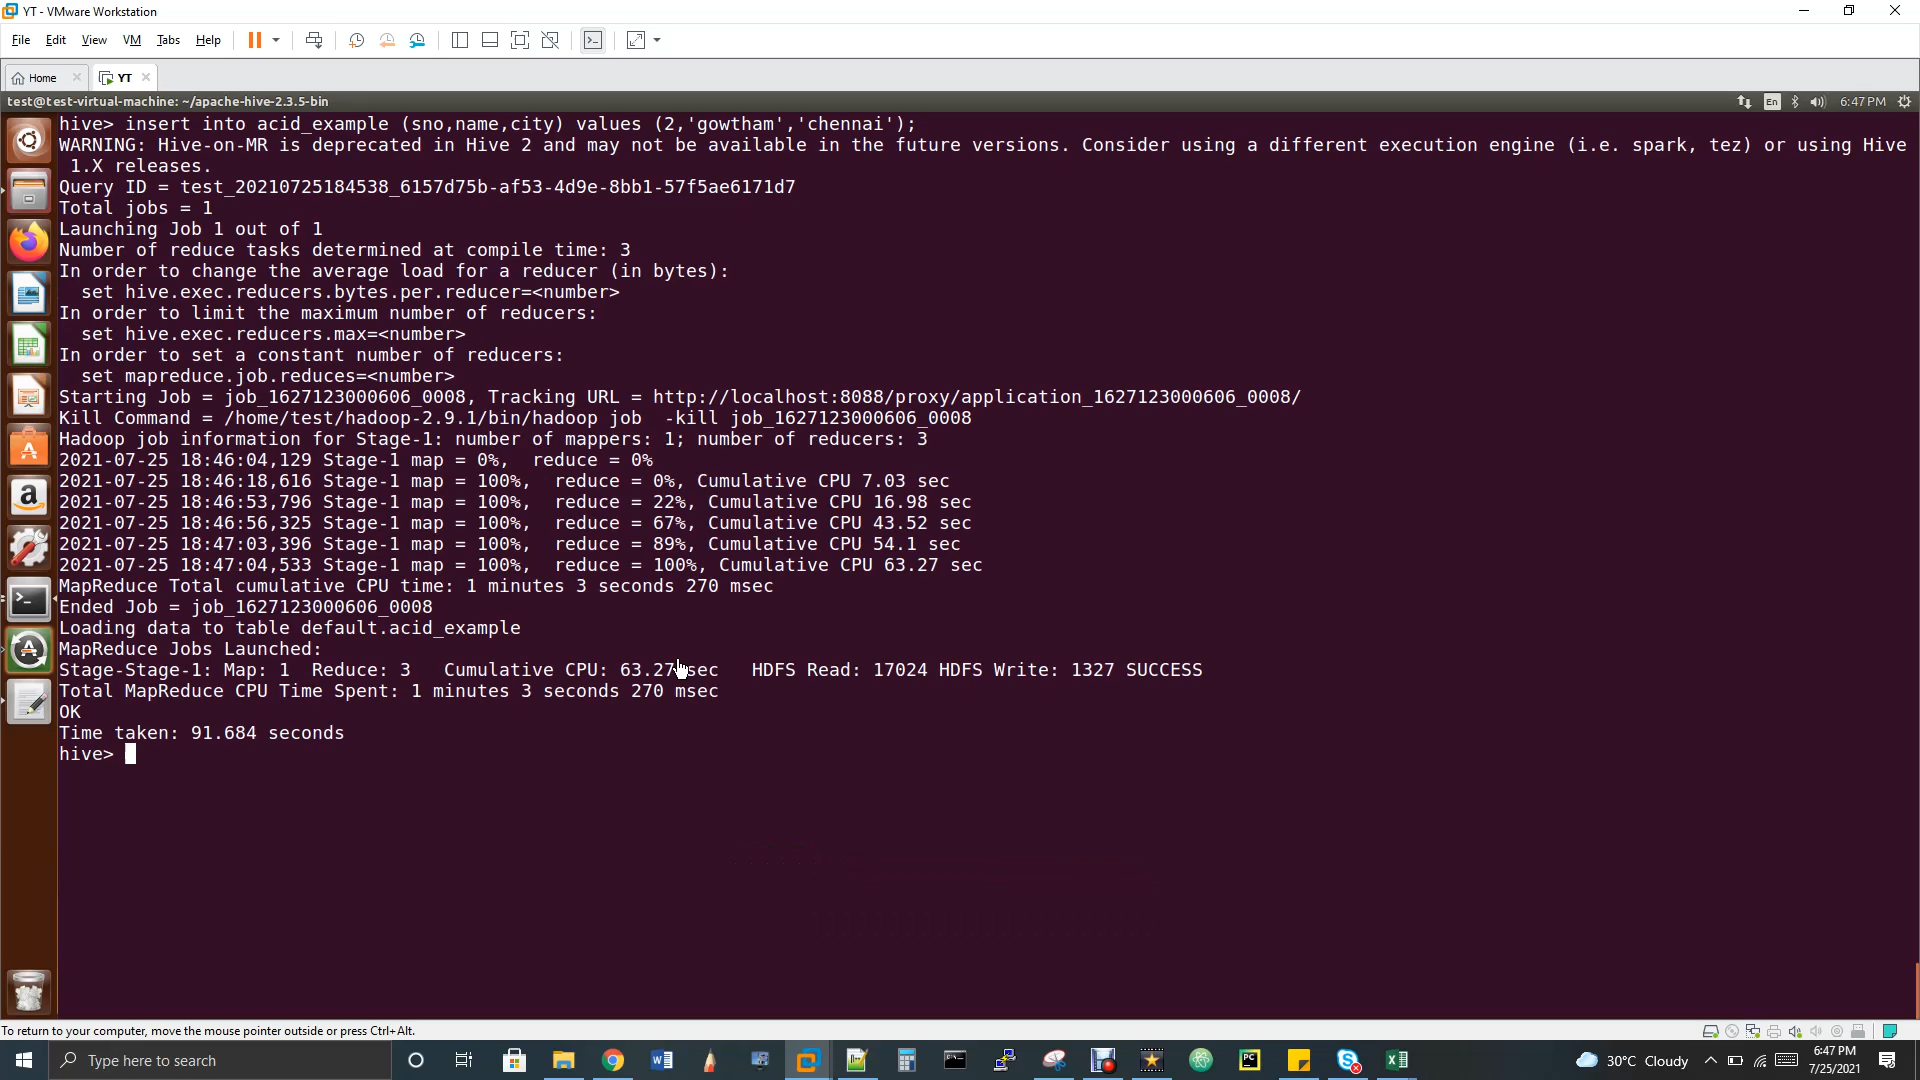 YT - VMware Workstation
File Edit View VM Tabs Help
Home YT
test@test-virtual-machine: ~/apache-hive-2.3.5-bin En 6:47 PM
hive> insert into acid_example (sno,name,city) values (2,'gowtham','chennai');
WARNING: Hive-on-MR is deprecated in Hive 2 and may not be available in the future versions. Consider using a different execution engine (i.e. spark, tez) or using Hive
1.X releases.
Query ID = test_20210725184538_6157d75b-af53-4d9e-8bb1-57f5ae6171d7
Total jobs = 1
Launching Job 1 out of 1
Number of reduce tasks determined at compile time: 3
In order to change the average load for a reducer (in bytes):
  set hive.exec.reducers.bytes.per.reducer=<number>
In order to limit the maximum number of reducers:
  set hive.exec.reducers.max=<number>
In order to set a constant number of reducers:
  set mapreduce.job.reduces=<number>
Starting Job = job_1627123000606_0008, Tracking URL = http://localhost:8088/proxy/application_1627123000606_0008/
Kill Command = /home/test/hadoop-2.9.1/bin/hadoop job  -kill job_1627123000606_0008
Hadoop job information for Stage-1: number of mappers: 1; number of reducers: 3
2021-07-25 18:46:04,129 Stage-1 map = 0%,  reduce = 0%
2021-07-25 18:46:18,616 Stage-1 map = 100%,  reduce = 0%, Cumulative CPU 7.03 sec
2021-07-25 18:46:53,796 Stage-1 map = 100%,  reduce = 22%, Cumulative CPU 16.98 sec
2021-07-25 18:46:56,325 Stage-1 map = 100%,  reduce = 67%, Cumulative CPU 43.52 sec
2021-07-25 18:47:03,396 Stage-1 map = 100%,  reduce = 89%, Cumulative CPU 54.1 sec
2021-07-25 18:47:04,533 Stage-1 map = 100%,  reduce = 100%, Cumulative CPU 63.27 sec
MapReduce Total cumulative CPU time: 1 minutes 3 seconds 270 msec
Ended Job = job_1627123000606_0008
Loading data to table default.acid_example
MapReduce Jobs Launched:
Stage-Stage-1: Map: 1  Reduce: 3   Cumulative CPU: 63.27 sec   HDFS Read: 17024 HDFS Write: 1327 SUCCESS
Total MapReduce CPU Time Spent: 1 minutes 3 seconds 270 msec
OK
Time taken: 91.684 seconds
hive>
To return to your computer, move the mouse pointer outside or press Ctrl+Alt.
Type here to search 30°C Cloudy 6:47 PM
7/25/2021